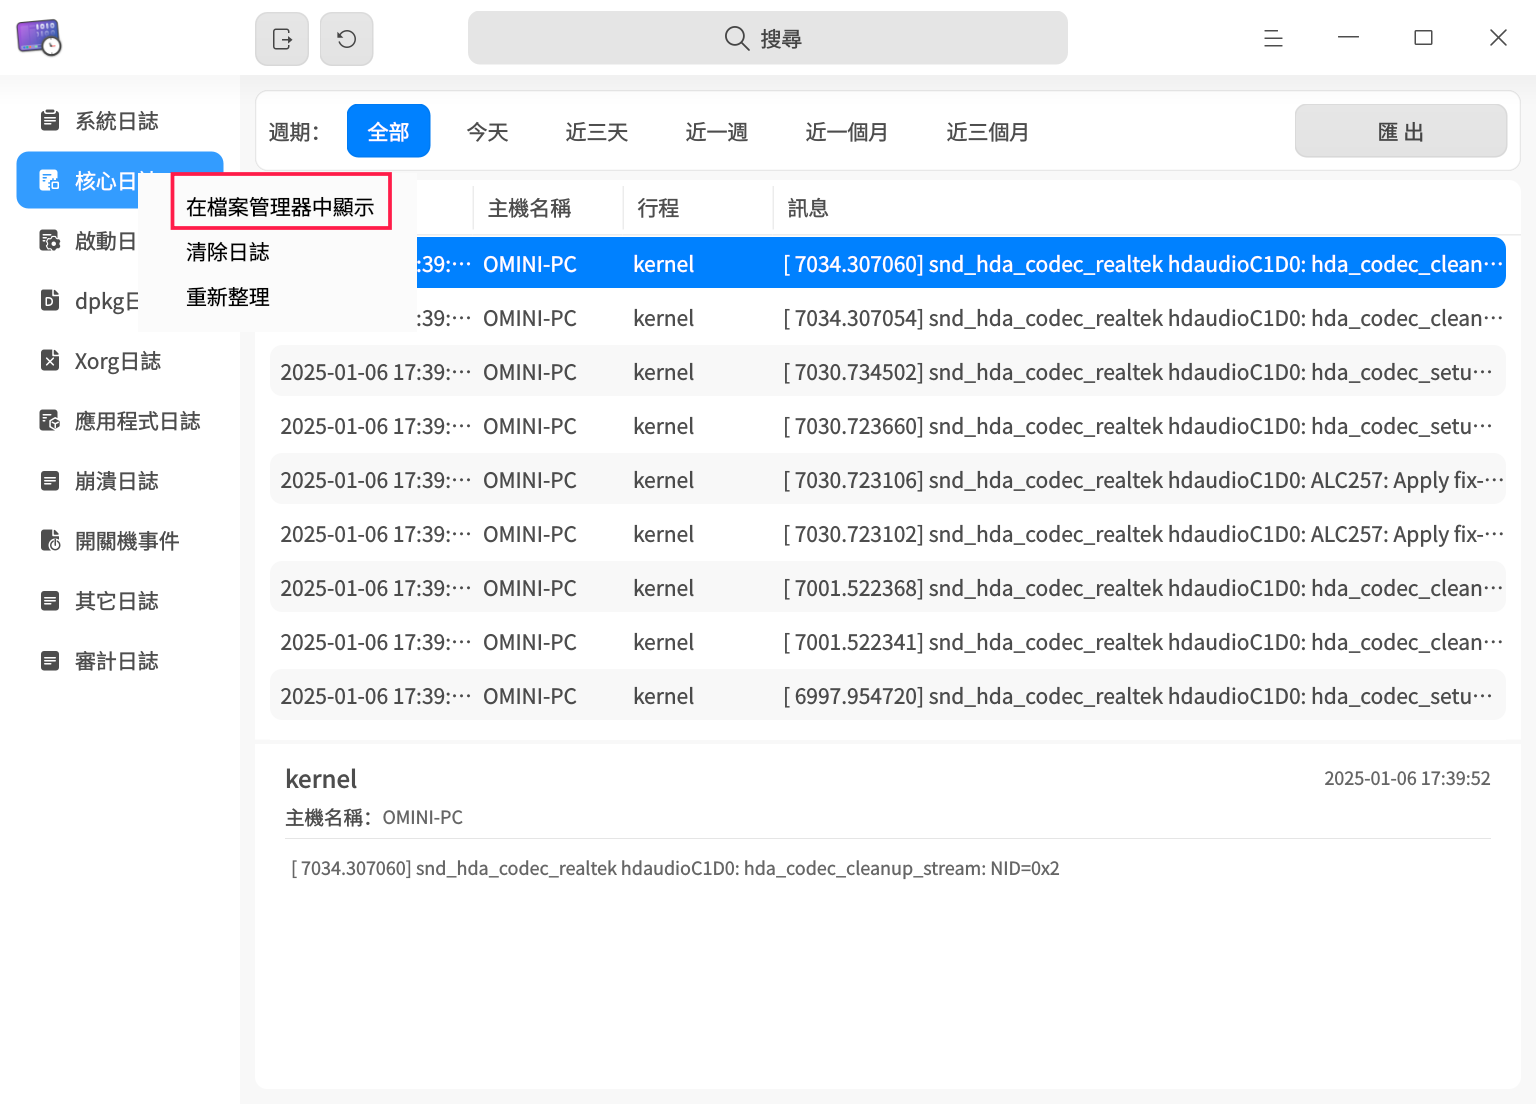 搜尋
系統日誌
核心日
啟動日
dpkg日
Xorg日誌
應用程式日誌
崩潰日誌
開關機事件
其它日誌
審計日誌
在檔案管理器中顯示
清除日誌
重新整理
週期： 全部 今天 近三天 近一週 近一個月 近三個月 匯出
主機名稱 行程 訊息
:39:··· OMINI-PC kernel [ 7034.307060] snd_hda_codec_realtek hdaudioC1D0: hda_codec_clean···
:39:··· OMINI-PC kernel [ 7034.307054] snd_hda_codec_realtek hdaudioC1D0: hda_codec_clean···
2025-01-06 17:39:··· OMINI-PC kernel [ 7030.734502] snd_hda_codec_realtek hdaudioC1D0: hda_codec_setu···
2025-01-06 17:39:··· OMINI-PC kernel [ 7030.723660] snd_hda_codec_realtek hdaudioC1D0: hda_codec_setu···
2025-01-06 17:39:··· OMINI-PC kernel [ 7030.723106] snd_hda_codec_realtek hdaudioC1D0: ALC257: Apply fix-···
2025-01-06 17:39:··· OMINI-PC kernel [ 7030.723102] snd_hda_codec_realtek hdaudioC1D0: ALC257: Apply fix-···
2025-01-06 17:39:··· OMINI-PC kernel [ 7001.522368] snd_hda_codec_realtek hdaudioC1D0: hda_codec_clean···
2025-01-06 17:39:··· OMINI-PC kernel [ 7001.522341] snd_hda_codec_realtek hdaudioC1D0: hda_codec_clean···
2025-01-06 17:39:··· OMINI-PC kernel [ 6997.954720] snd_hda_codec_realtek hdaudioC1D0: hda_codec_setu···
kernel 2025-01-06 17:39:52
主機名稱： OMINI-PC
[ 7034.307060] snd_hda_codec_realtek hdaudioC1D0: hda_codec_cleanup_stream: NID=0x2